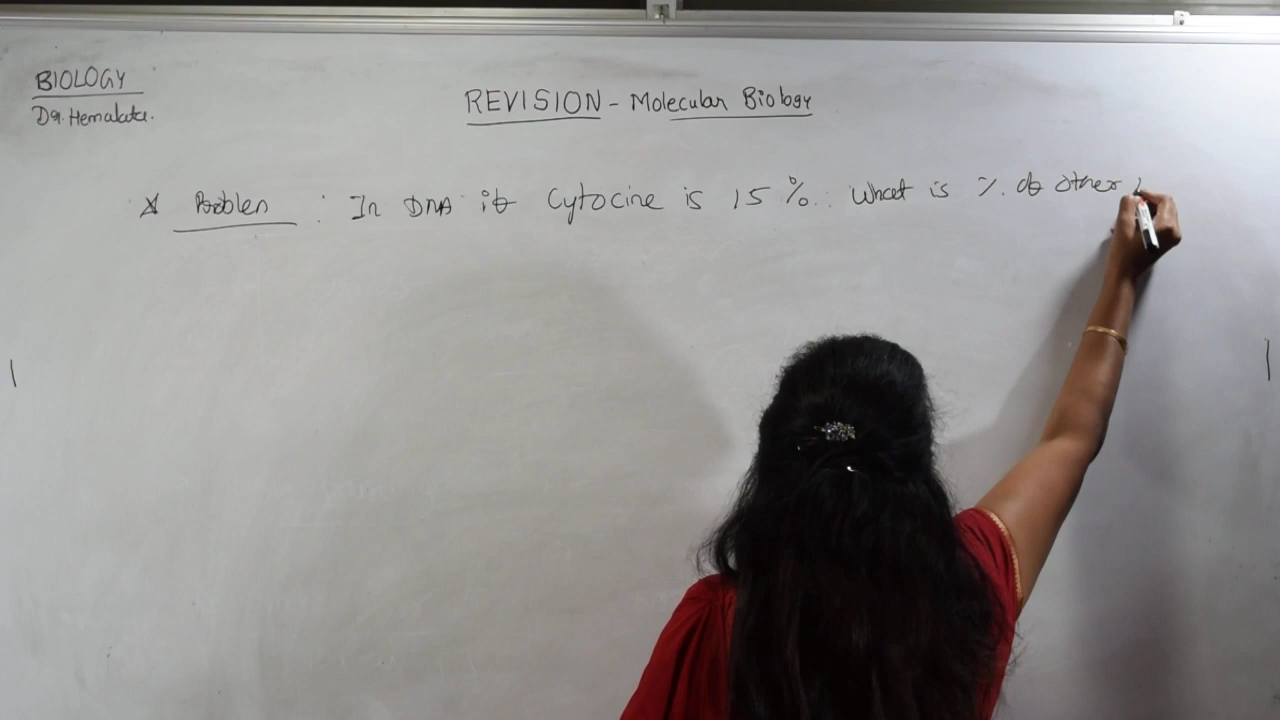 BIOLOGY
Dr. Hemalata.
REVISION - Molecular Biology
Problem : In DNA if Cytocine is 15 %. What is %. of other